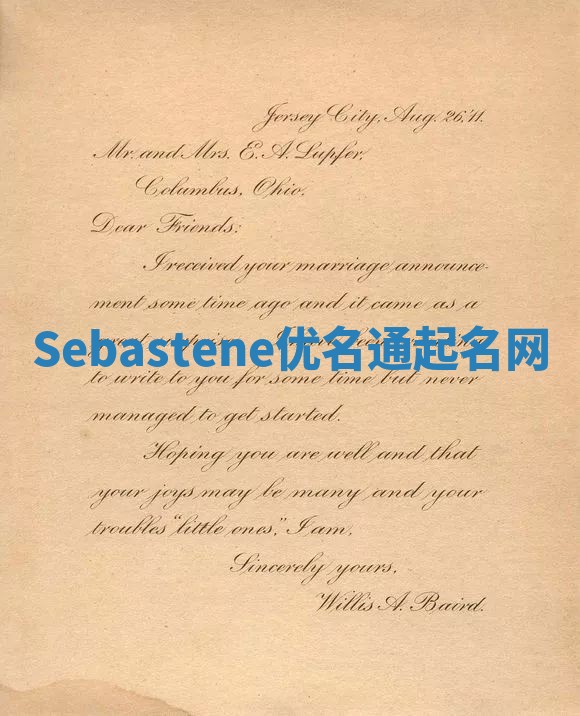 Jersey City, Aug. 26, '11.
Mr. and Mrs. E. A. Lupfer,
Columbus, Ohio.
Dear Friends:
I received your marriage announce-
ment some time ago and it came as a
Sebastene优名通起名网
to write to you for some time but never
managed to get started.
Hoping you are well and that
your joys may be many and your
troubles "little ones," I am,
Sincerely yours,
Willis A. Baird.